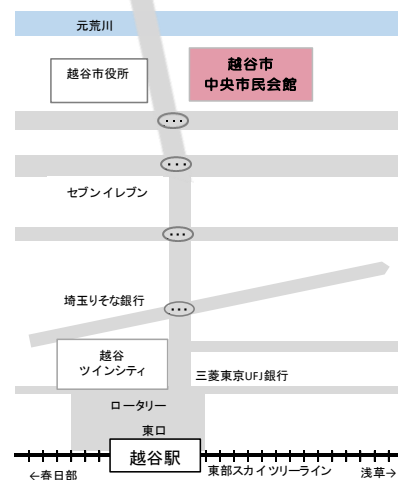 元荒川
越谷市役所
越谷市
中央市民会館
セブンイレブン
埼玉りそな銀行
越谷
ツインシティ
三菱東京UFJ銀行
ロータリー
東口
越谷駅
東部スカイツリーライン
←春日部
浅草→